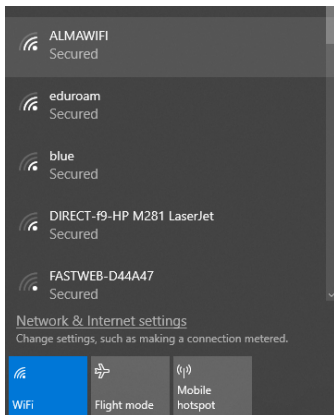 ALMAWIFI
Secured
eduroam
Secured
blue
Secured
DIRECT-f9-HP M281 LaserJet
Secured
FASTWEB-D44A47
Secured
Network & Internet settings
Change settings, such as making a connection metered.
WiFi
Flight mode
Mobile
hotspot